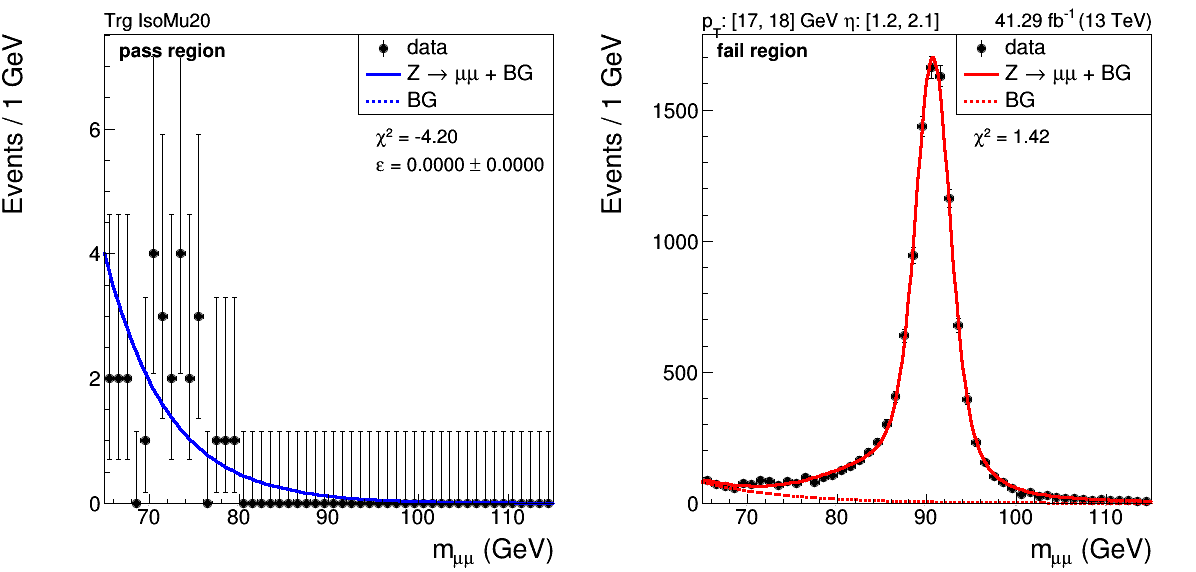 Trg IsoMu20
pass region
data
Z → μμ + BG
BG
χ² = -4.20
ε = 0.0000 ± 0.0000
Events / 1 GeV
6
4
2
0
70 80 90 100 110
m_μμ (GeV)
p_T: [17, 18] GeV η: [1.2, 2.1] 41.29 fb⁻¹ (13 TeV)
fail region
data
Z → μμ + BG
BG
χ² = 1.42
Events / 1 GeV
1500
1000
500
0
70 80 90 100 110
m_μμ (GeV)